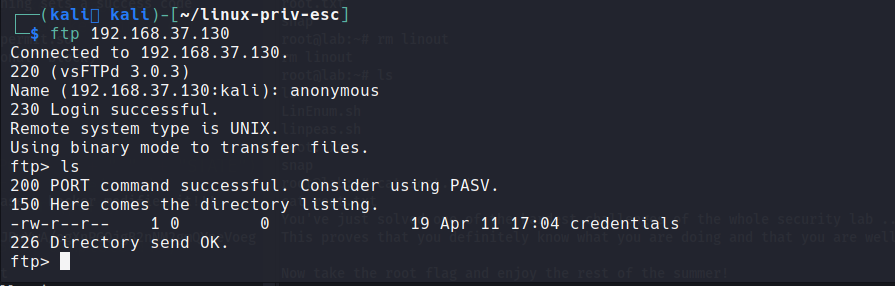 ┌──(kali㉿kali)-[~/linux-priv-esc]
└─$ ftp 192.168.37.130
Connected to 192.168.37.130.
220 (vsFTPd 3.0.3)
Name (192.168.37.130:kali): anonymous
230 Login successful.
Remote system type is UNIX.
Using binary mode to transfer files.
ftp> ls
200 PORT command successful. Consider using PASV.
150 Here comes the directory listing.
-rw-r--r--    1 0        0              19 Apr 11 17:04 credentials
226 Directory send OK.
ftp>
root@lab:~# rm linout
rm linout
root@lab:~# ls
LinEnum.sh
linpeas.sh
snap
of the whole security lab
This proves that you definitely know what you are doing and that you are well
Now take the root flag and enjoy the rest of the summer!